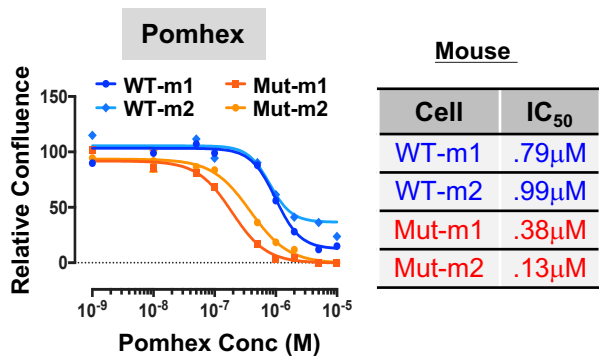 Pomhex
WT-m1 Mut-m1
WT-m2 Mut-m2
Relative Confluence
150
100
50
0
10⁻⁹ 10⁻⁸ 10⁻⁷ 10⁻⁶ 10⁻⁵
Pomhex Conc (M)
Mouse
Cell IC₅₀
WT-m1 .79μM
WT-m2 .99μM
Mut-m1 .38μM
Mut-m2 .13μM